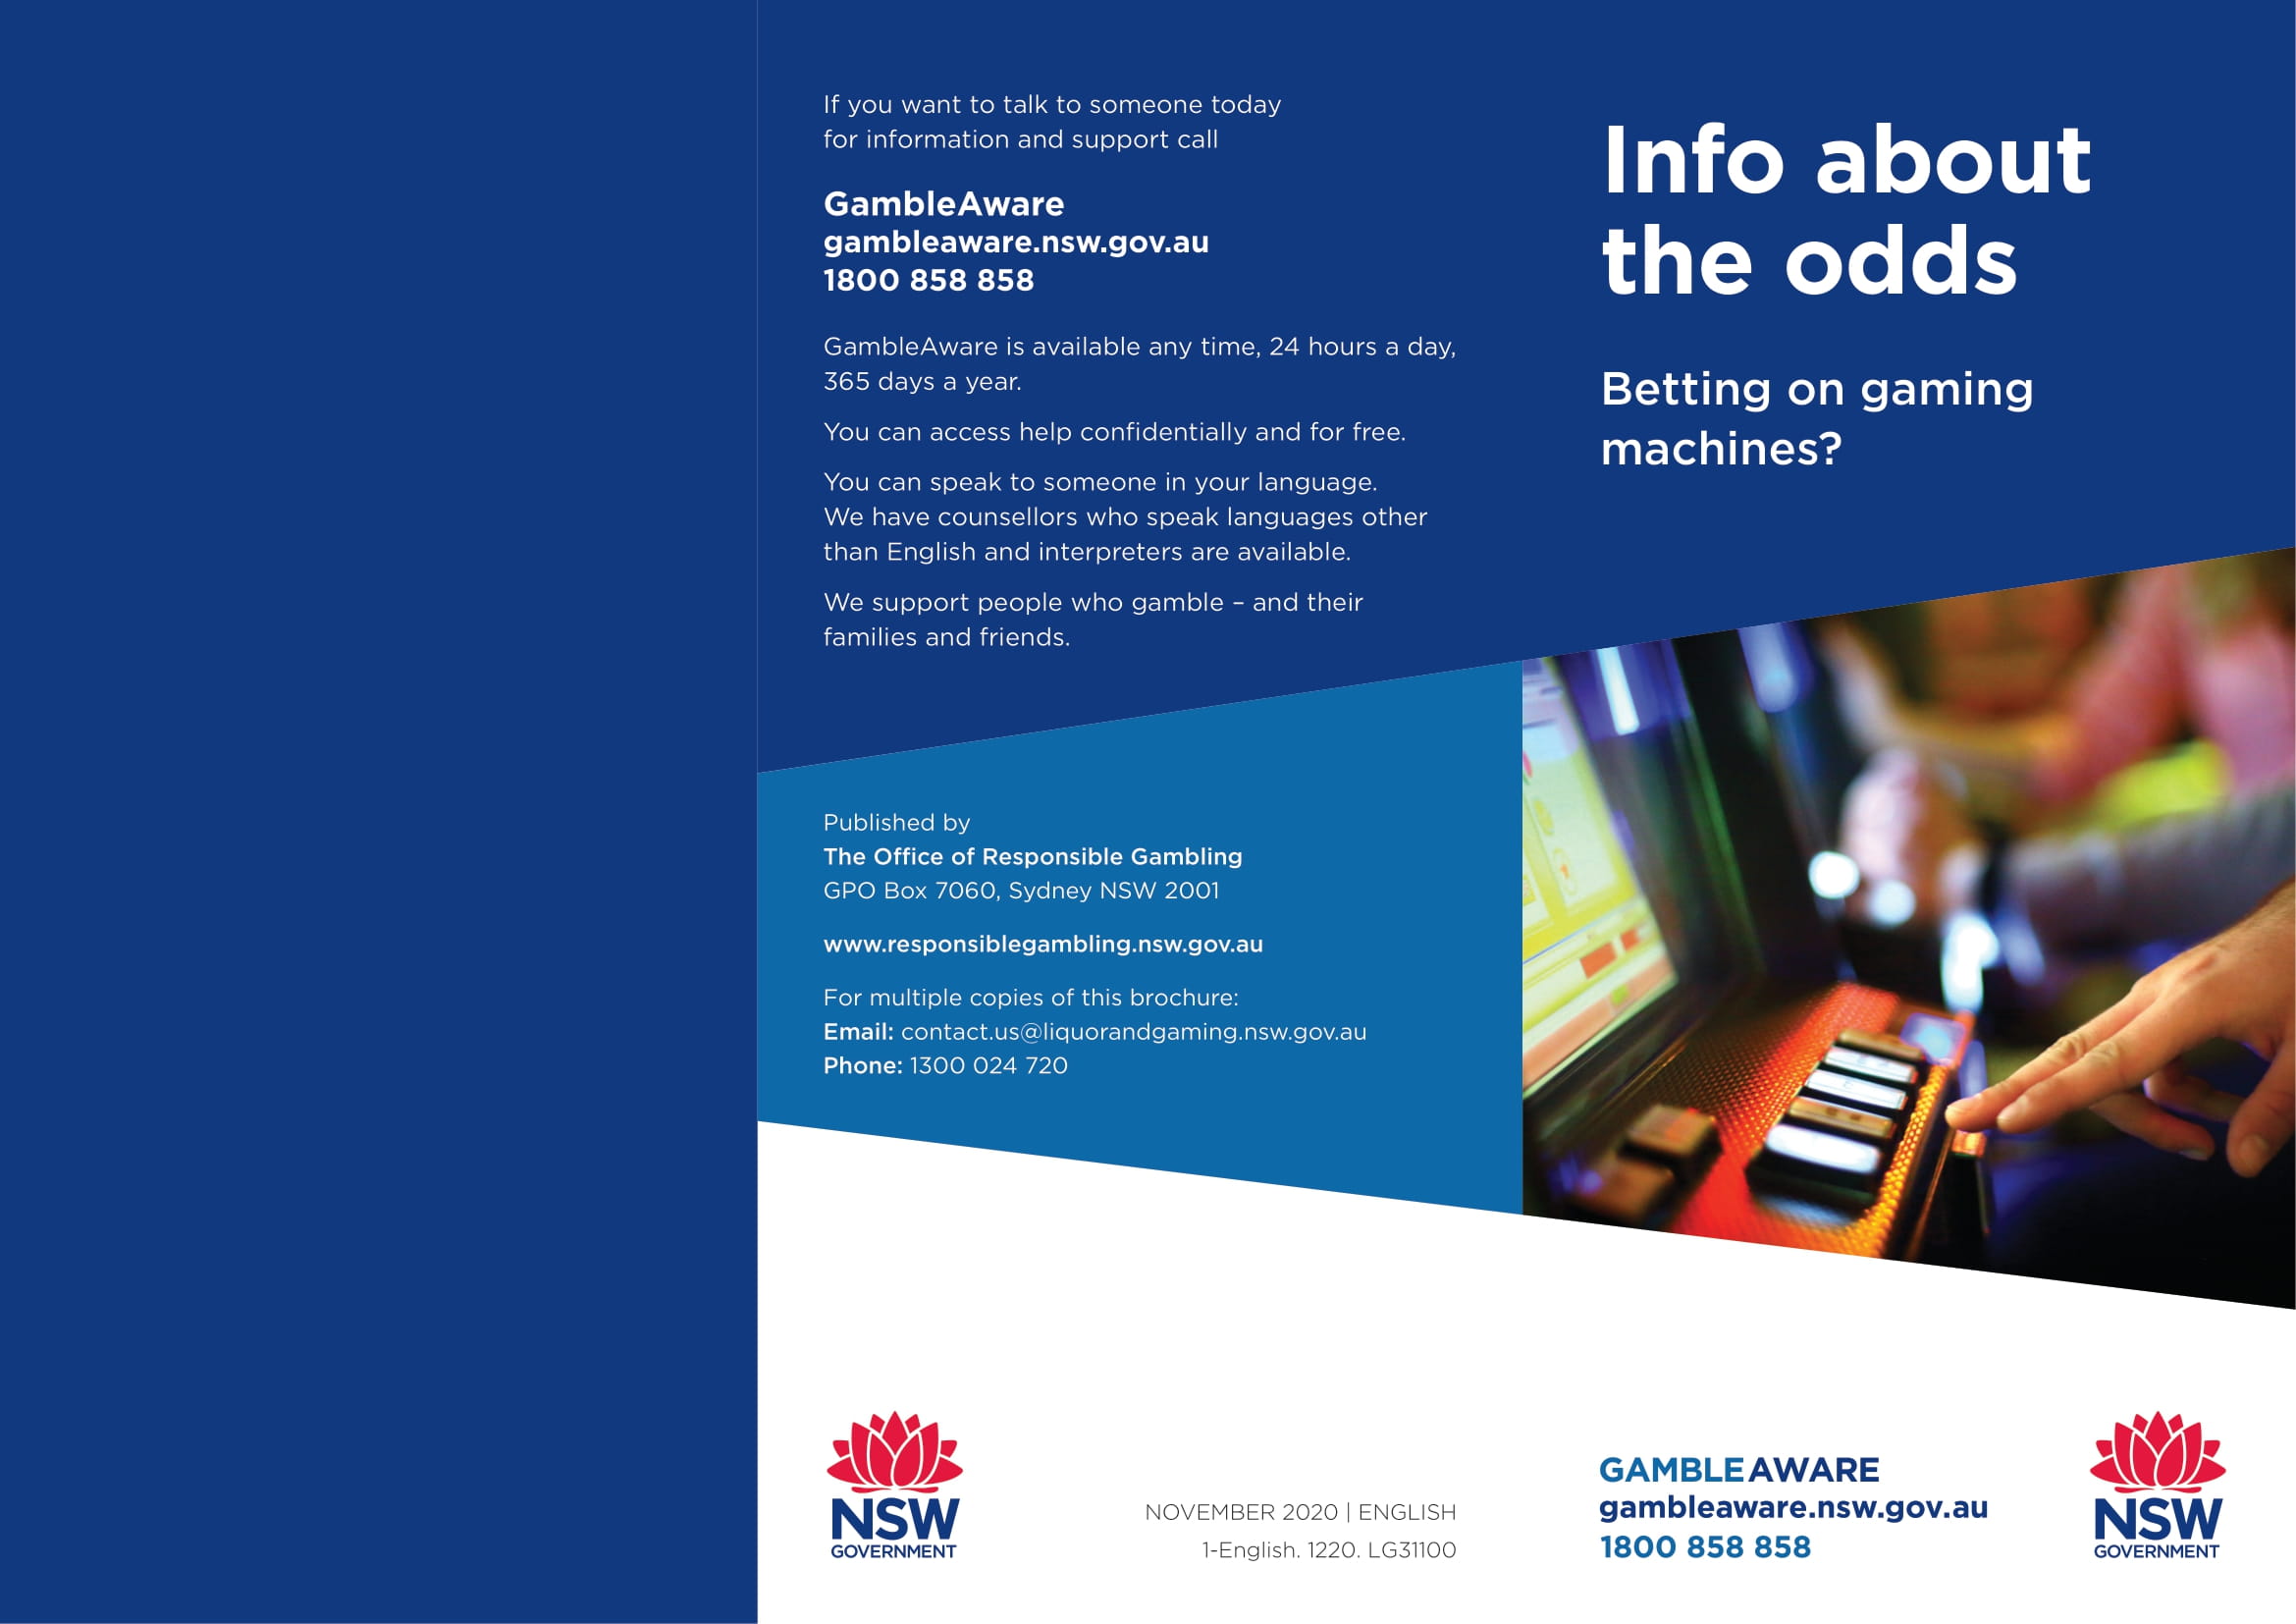 If you want to talk to someone today
for information and support call
GambleAware
gambleaware.nsw.gov.au
1800 858 858
GambleAware is available any time, 24 hours a day,
365 days a year.
You can access help confidentially and for free.
You can speak to someone in your language.
We have counsellors who speak languages other
than English and interpreters are available.
We support people who gamble – and their
families and friends.
Published by
The Office of Responsible Gambling
GPO Box 7060, Sydney NSW 2001
www.responsiblegambling.nsw.gov.au
For multiple copies of this brochure:
Email: contact.us@liquorandgaming.nsw.gov.au
Phone: 1300 024 720
NSW
GOVERNMENT
NOVEMBER 2020 | ENGLISH
1-English. 1220. LG31100
Info about
the odds
Betting on gaming
machines?
GAMBLEAWARE
gambleaware.nsw.gov.au
1800 858 858
NSW
GOVERNMENT